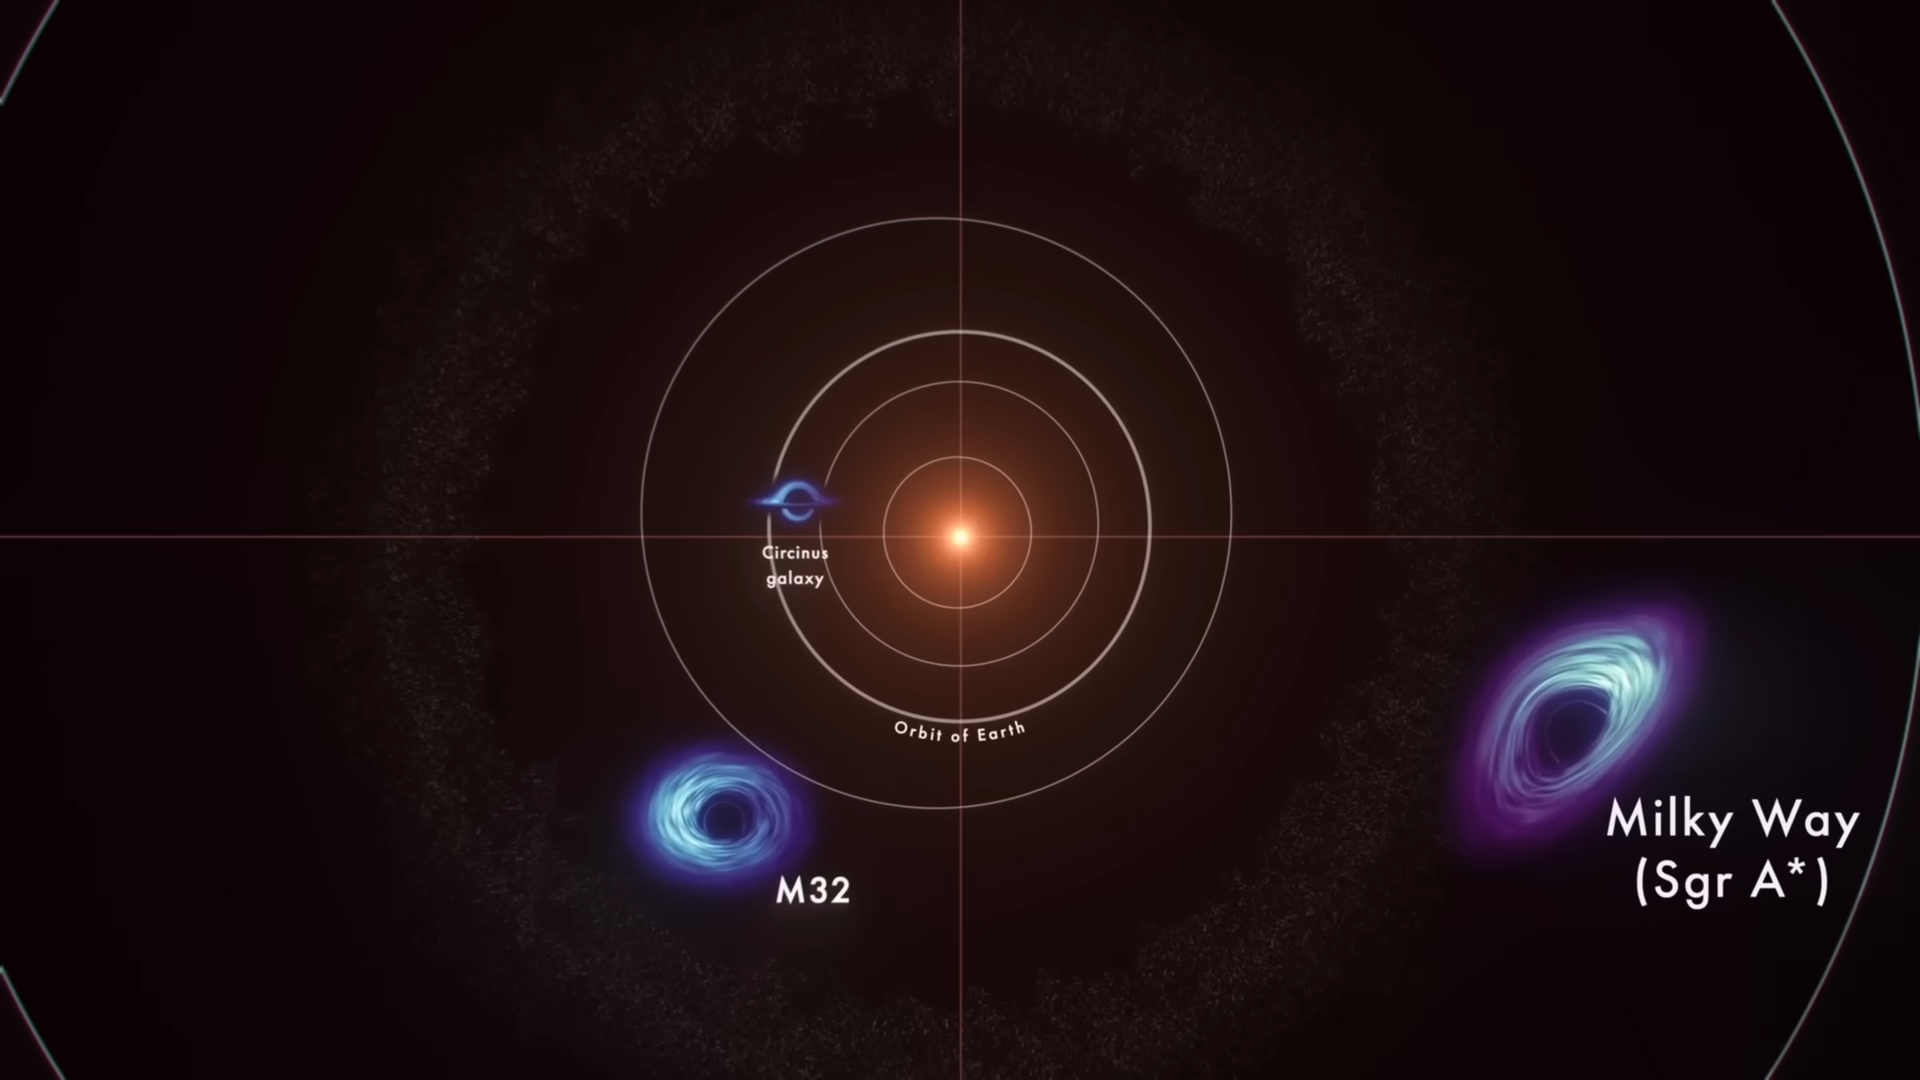 Circinus
galaxy
Orbit of Earth
Milky Way
(Sgr A*)
M32